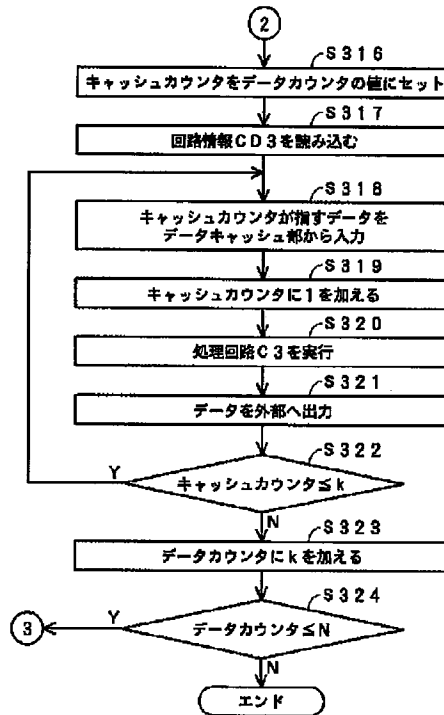 2
S316
キャッシュカウンタをデータカウンタの値にセット
S317
回路情報CD3を読み込む
S318
キャッシュカウンタが指すデータを
データキャッシュ部から入力
S319
キャッシュカウンタに1を加える
S320
処理回路C3を実行
S321
データを外部へ出力
S322
Y
キャッシュカウンタ≦k
N
S323
データカウンタにkを加える
S324
3
Y
データカウンタ≦N
N
エンド